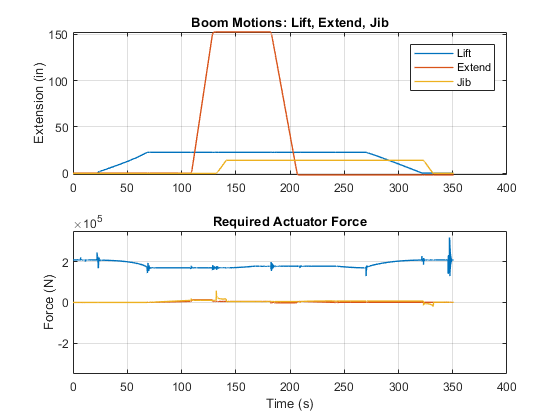 Boom Motions: Lift, Extend, Jib
150
100
50
0
Extension (in)
Lift
Extend
Jib
0 50 100 150 200 250 300 350 400
×10^5
Required Actuator Force
2
0
-2
Force (N)
0 50 100 150 200 250 300 350 400
Time (s)